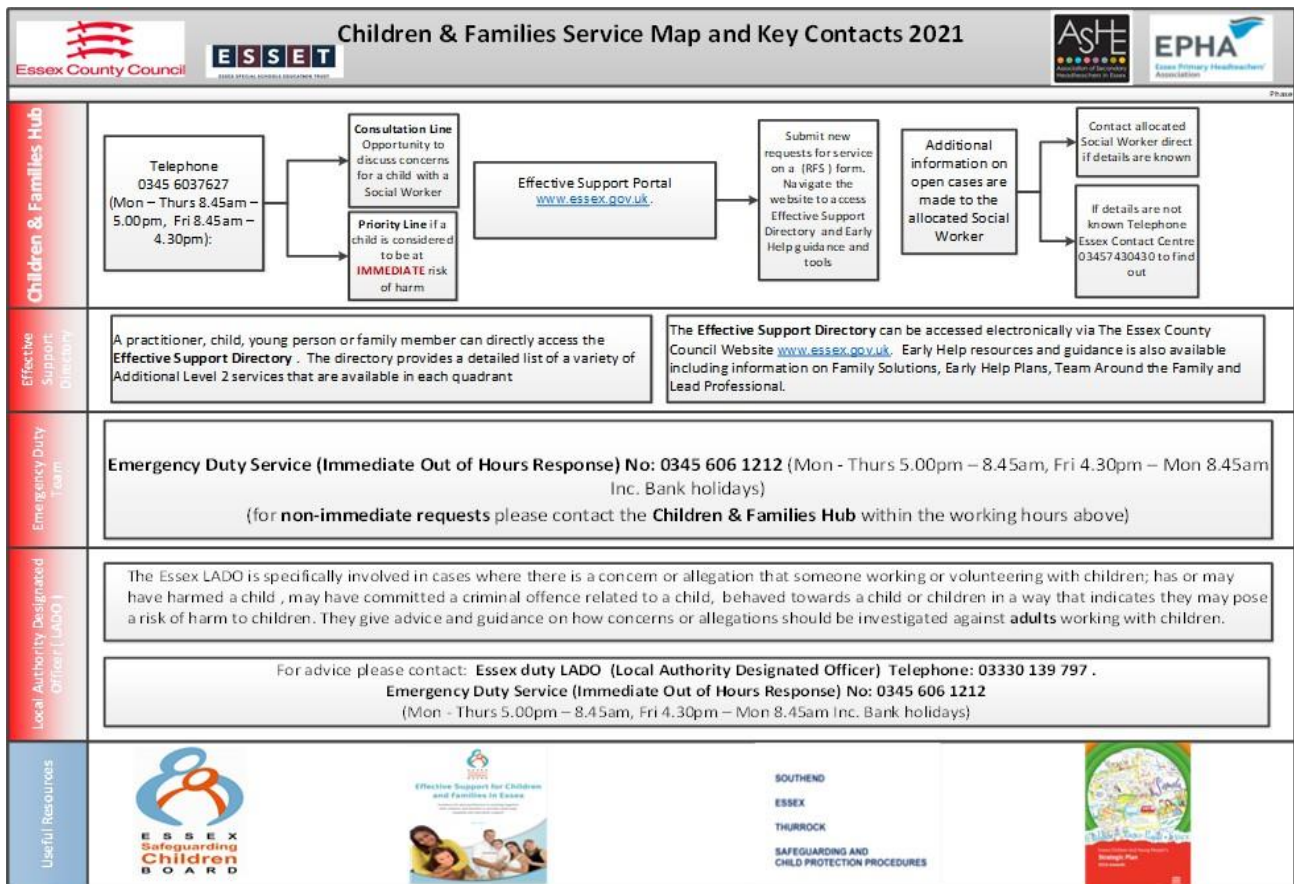 Children & Families Service Map and Key Contacts 2021
Essex County Council
ESSET
ESSEX SPECIAL SCHOOLS EDUCATION TRUST
ASHE
Association of Secondary
Headteachers in Essex
EPHA
Essex Primary Headteachers'
Association
Phase
Children & Families Hub
Telephone
0345 6037627
(Mon – Thurs 8.45am –
5.00pm, Fri 8.45am –
4.30pm):
Consultation Line
Opportunity to
discuss concerns
for a child with a
Social Worker
Priority Line if a
child is considered
to be at
IMMEDIATE risk
of harm
Effective Support Portal
www.essex.gov.uk .
Submit new
requests for service
on a (RFS ) form.
Navigate the
website to access
Effective Support
Directory and Early
Help guidance and
tools
Additional
information on
open cases are
made to the
allocated Social
Worker
Contact allocated
Social Worker direct
if details are known
If details are not
known Telephone
Essex Contact Centre
03457430430 to find
out
Effective
Support
Directory
A practitioner, child, young person or family member can directly access the
Effective Support Directory . The directory provides a detailed list of a variety of
Additional Level 2 services that are available in each quadrant
The Effective Support Directory can be accessed electronically via The Essex County
Council Website www.essex.gov.uk. Early Help resources and guidance is also available
including information on Family Solutions, Early Help Plans, Team Around the Family and
Lead Professional.
Emergency Duty
Team
Emergency Duty Service (Immediate Out of Hours Response) No: 0345 606 1212 (Mon - Thurs 5.00pm – 8.45am, Fri 4.30pm – Mon 8.45am
Inc. Bank holidays)
(for non-immediate requests please contact the Children & Families Hub within the working hours above)
Local Authority Designated
Officer ( LADO )
The Essex LADO is specifically involved in cases where there is a concern or allegation that someone working or volunteering with children; has or may
have harmed a child , may have committed a criminal offence related to a child, behaved towards a child or children in a way that indicates they may pose
a risk of harm to children. They give advice and guidance on how concerns or allegations should be investigated against adults working with children.
For advice please contact: Essex duty LADO (Local Authority Designated Officer) Telephone: 03330 139 797 .
Emergency Duty Service (Immediate Out of Hours Response) No: 0345 606 1212
(Mon - Thurs 5.00pm – 8.45am, Fri 4.30pm – Mon 8.45am Inc. Bank holidays)
Useful Resources
ESSEX
Safeguarding
Children
BOARD
Effective Support for Children
and Families in Essex
SOUTHEND
ESSEX
THURROCK
SAFEGUARDING AND
CHILD PROTECTION PROCEDURES
Strategic Plan